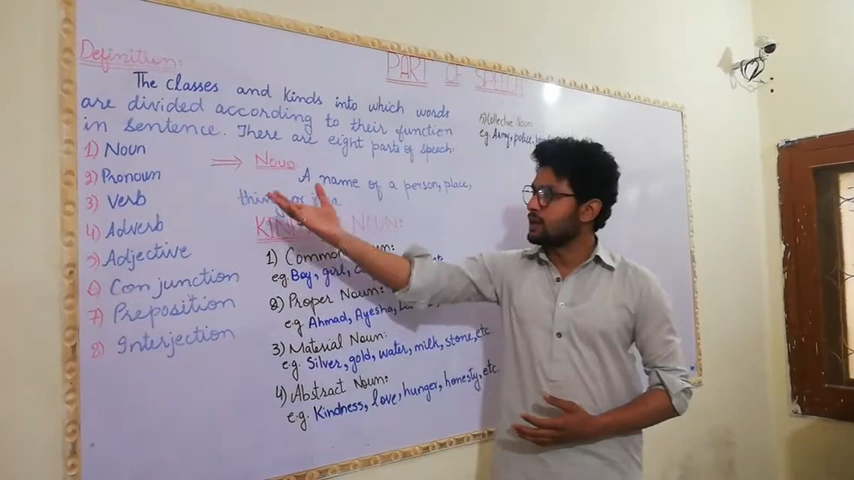 PART OF SPEECH
Definition:
The classes and kinds into which words
are divided according to their function
in sentence. There are eight parts of speech:
1) Noun
2) Pronoun
3) Verb
4) Adverb
5) Adjective
6) Conjunction
7) Preposition
8) Interjection
⇒ Noun:
A name of a person, place,
or
NOUN:
1) Common
eg. Boy, girl,
2) Proper Noun:
eg: Ahmad, Ayesha,
3) Material Noun:
e.g: Silver, gold, water, milk, stone, etc.
4) Abstract Noun:
e.g. Kindness, love, hunger, honesty, etc
5) Collective Noun:
eg. Army, police,